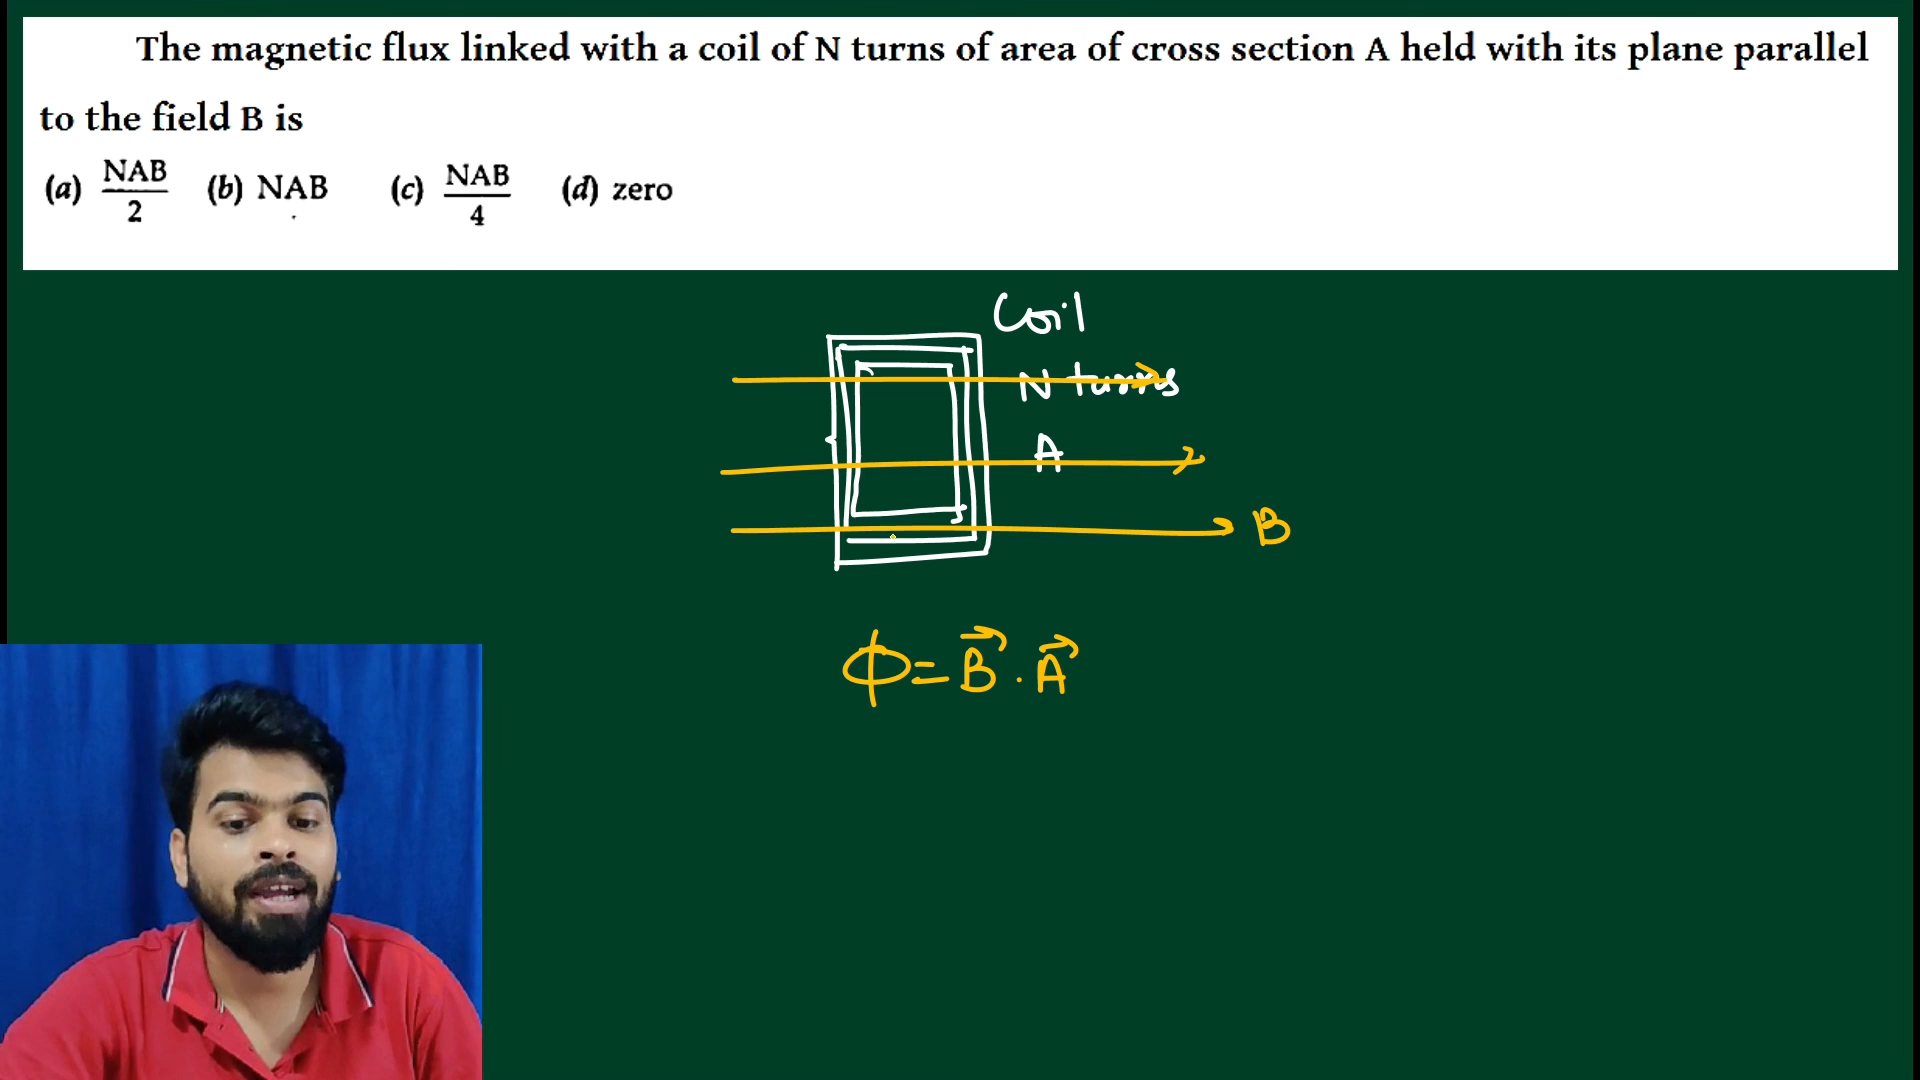 The magnetic flux linked with a coil of N turns of area of cross section A held with its plane parallel
to the field B is
(a) NAB/2 (b) NAB (c) NAB/4 (d) zero
Coil
N turns
A
B
ϕ = B⃗ . A⃗